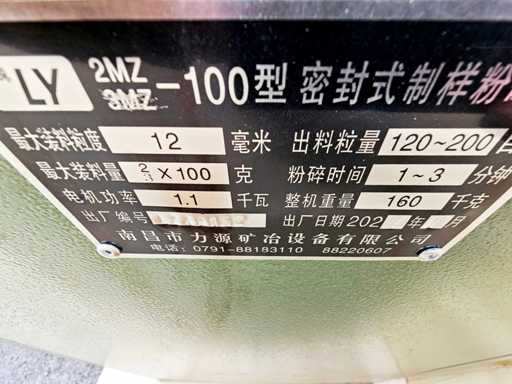 LY 2MZ 3MZ -100型 密封式制样粉
最大装料粒度 12 毫米 出料粒量 120~200 目
最大装料量 2/3 X 100 克 粉碎时间 1~3 分钟
电机功率 1.1 千瓦 整机重量 160 千克
出厂编号 出厂日期 202 年 月
南昌市力源矿冶设备有限公司
电话: 0791-88183110 88220607